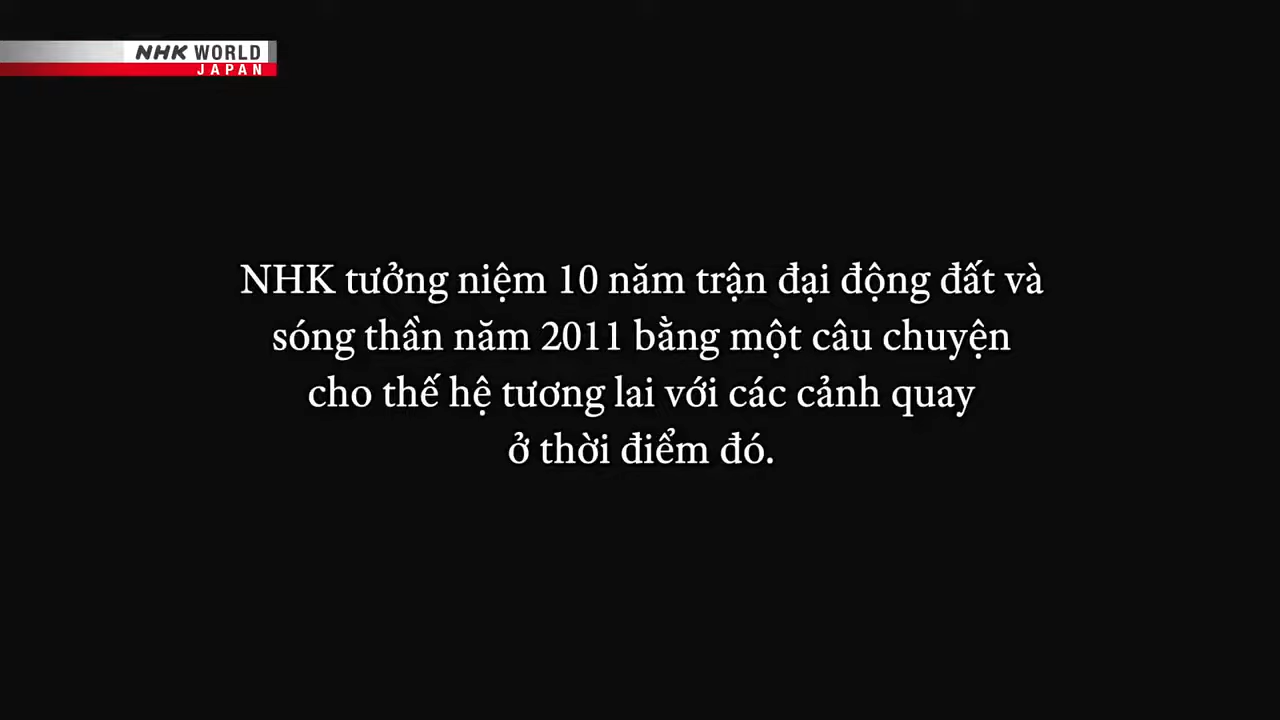 NHK WORLD
JAPAN
NHK tưởng niệm 10 năm trận đại động đất và
sóng thần năm 2011 bằng một câu chuyện
cho thế hệ tương lai với các cảnh quay
ở thời điểm đó.